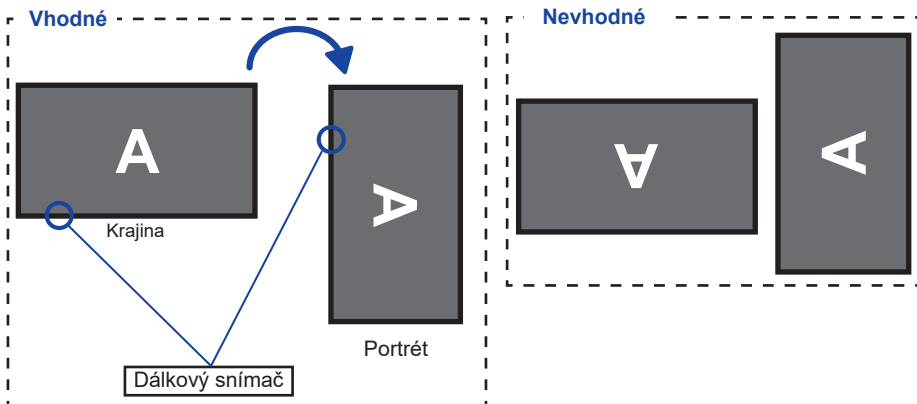 Vhodné
Nevhodné
A
A
A
A
Krajina
Portrét
Dálkový snímač